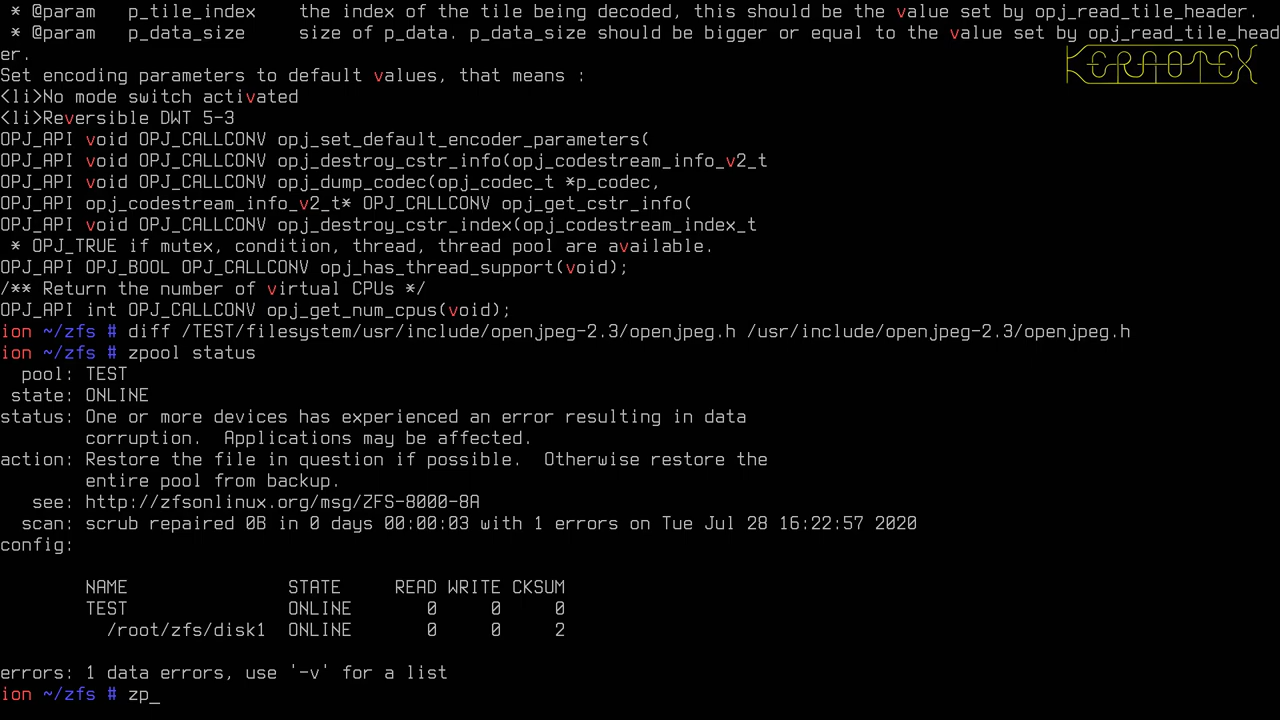 * @param   p_tile_index    the index of the tile being decoded, this should be the value set by opj_read_tile_header.
 * @param   p_data_size     size of p_data. p_data_size should be bigger or equal to the value set by opj_read_tile_head
er.
KERAOTEX
Set encoding parameters to default values, that means :
<li>No mode switch activated
<li>Reversible DWT 5-3
OPJ_API void OPJ_CALLCONV opj_set_default_encoder_parameters(
OPJ_API void OPJ_CALLCONV opj_destroy_cstr_info(opj_codestream_info_v2_t
OPJ_API void OPJ_CALLCONV opj_dump_codec(opj_codec_t *p_codec,
OPJ_API opj_codestream_info_v2_t* OPJ_CALLCONV opj_get_cstr_info(
OPJ_API void OPJ_CALLCONV opj_destroy_cstr_index(opj_codestream_index_t
 * OPJ_TRUE if mutex, condition, thread, thread pool are available.
OPJ_API OPJ_BOOL OPJ_CALLCONV opj_has_thread_support(void);
/** Return the number of virtual CPUs */
OPJ_API int OPJ_CALLCONV opj_get_num_cpus(void);
ion ~/zfs # diff /TEST/filesystem/usr/include/openjpeg-2.3/openjpeg.h /usr/include/openjpeg-2.3/openjpeg.h
ion ~/zfs # zpool status
  pool: TEST
 state: ONLINE
status: One or more devices has experienced an error resulting in data
        corruption.  Applications may be affected.
action: Restore the file in question if possible.  Otherwise restore the
        entire pool from backup.
   see: http://zfsonlinux.org/msg/ZFS-8000-8A
  scan: scrub repaired 0B in 0 days 00:00:03 with 1 errors on Tue Jul 28 16:22:57 2020
config:
        NAME               STATE     READ WRITE CKSUM
        TEST               ONLINE       0     0     0
          /root/zfs/disk1  ONLINE       0     0     2
errors: 1 data errors, use '-v' for a list
ion ~/zfs # zp_